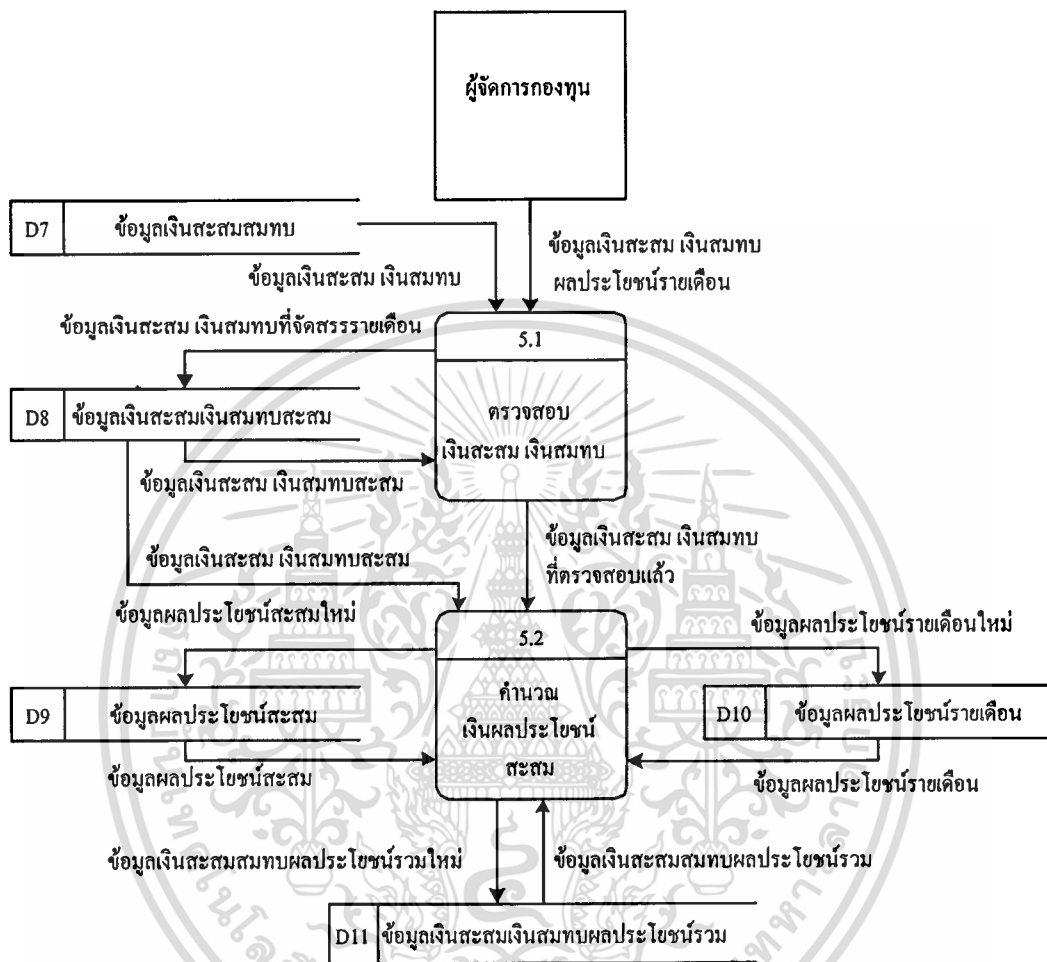 ผู้จัดการกองทุน
D7
ข้อมูลเงินสะสมสมทบ
ข้อมูลเงินสะสม เงินสมทบ
ผลประโยชน์รายเดือน
ข้อมูลเงินสะสม เงินสมทบ
ข้อมูลเงินสะสม เงินสมทบที่จัดสรรรายเดือน
5.1
ตรวจสอบ
เงินสะสม เงินสมทบ
D8
ข้อมูลเงินสะสมเงินสมทบสะสม
ข้อมูลเงินสะสม เงินสมทบสะสม
ข้อมูลเงินสะสม เงินสมทบ
ที่ตรวจสอบแล้ว
ข้อมูลเงินสะสม เงินสมทบสะสม
ข้อมูลผลประโยชน์สะสมใหม่
5.2
คำนวณ
เงินผลประโยชน์
สะสม
ข้อมูลผลประโยชน์รายเดือนใหม่
D9
ข้อมูลผลประโยชน์สะสม
D10
ข้อมูลผลประโยชน์รายเดือน
ข้อมูลผลประโยชน์สะสม
ข้อมูลผลประโยชน์รายเดือน
ข้อมูลเงินสะสมสมทบผลประโยชน์รวมใหม่
ข้อมูลเงินสะสมสมทบผลประโยชน์รวม
D11
ข้อมูลเงินสะสมเงินสมทบผลประโยชน์รวม